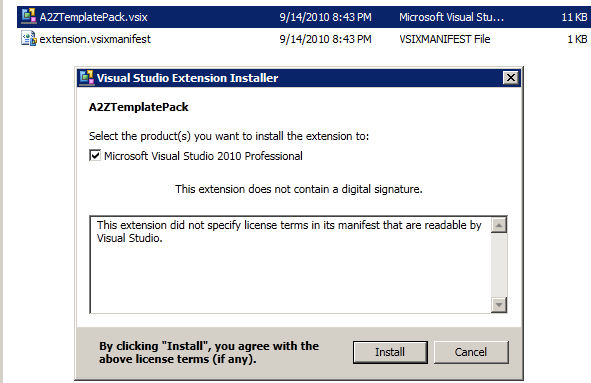 A2ZTemplatePack.vsix 9/14/2010 8:43 PM Microsoft Visual Stu... 11 KB
extension.vsixmanifest 9/14/2010 8:43 PM VSIXMANIFEST File 1 KB
Visual Studio Extension Installer
A2ZTemplatePack
Select the product(s) you want to install the extension to:
Microsoft Visual Studio 2010 Professional
This extension does not contain a digital signature.
This extension did not specify license terms in its manifest that are readable by
Visual Studio.
By clicking "Install", you agree with the
above license terms (if any).
Install Cancel